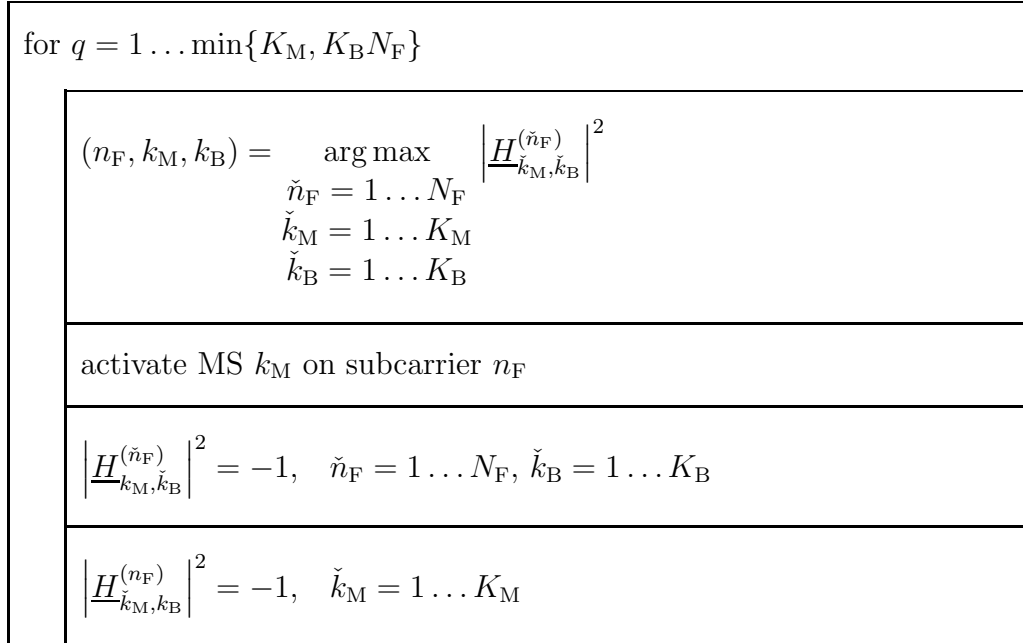 for q = 1 … min{K_M, K_B N_F}
(n_F, k_M, k_B) = arg max |H̲^{(ň_F)}_{ǩ_M, ǩ_B}|²
ň_F = 1 … N_F
ǩ_M = 1 … K_M
ǩ_B = 1 … K_B
activate MS k_M on subcarrier n_F
|H̲^{(ň_F)}_{k_M, ǩ_B}|² = −1, ň_F = 1 … N_F, ǩ_B = 1 … K_B
|H̲^{(n_F)}_{ǩ_M, k_B}|² = −1, ǩ_M = 1 … K_M